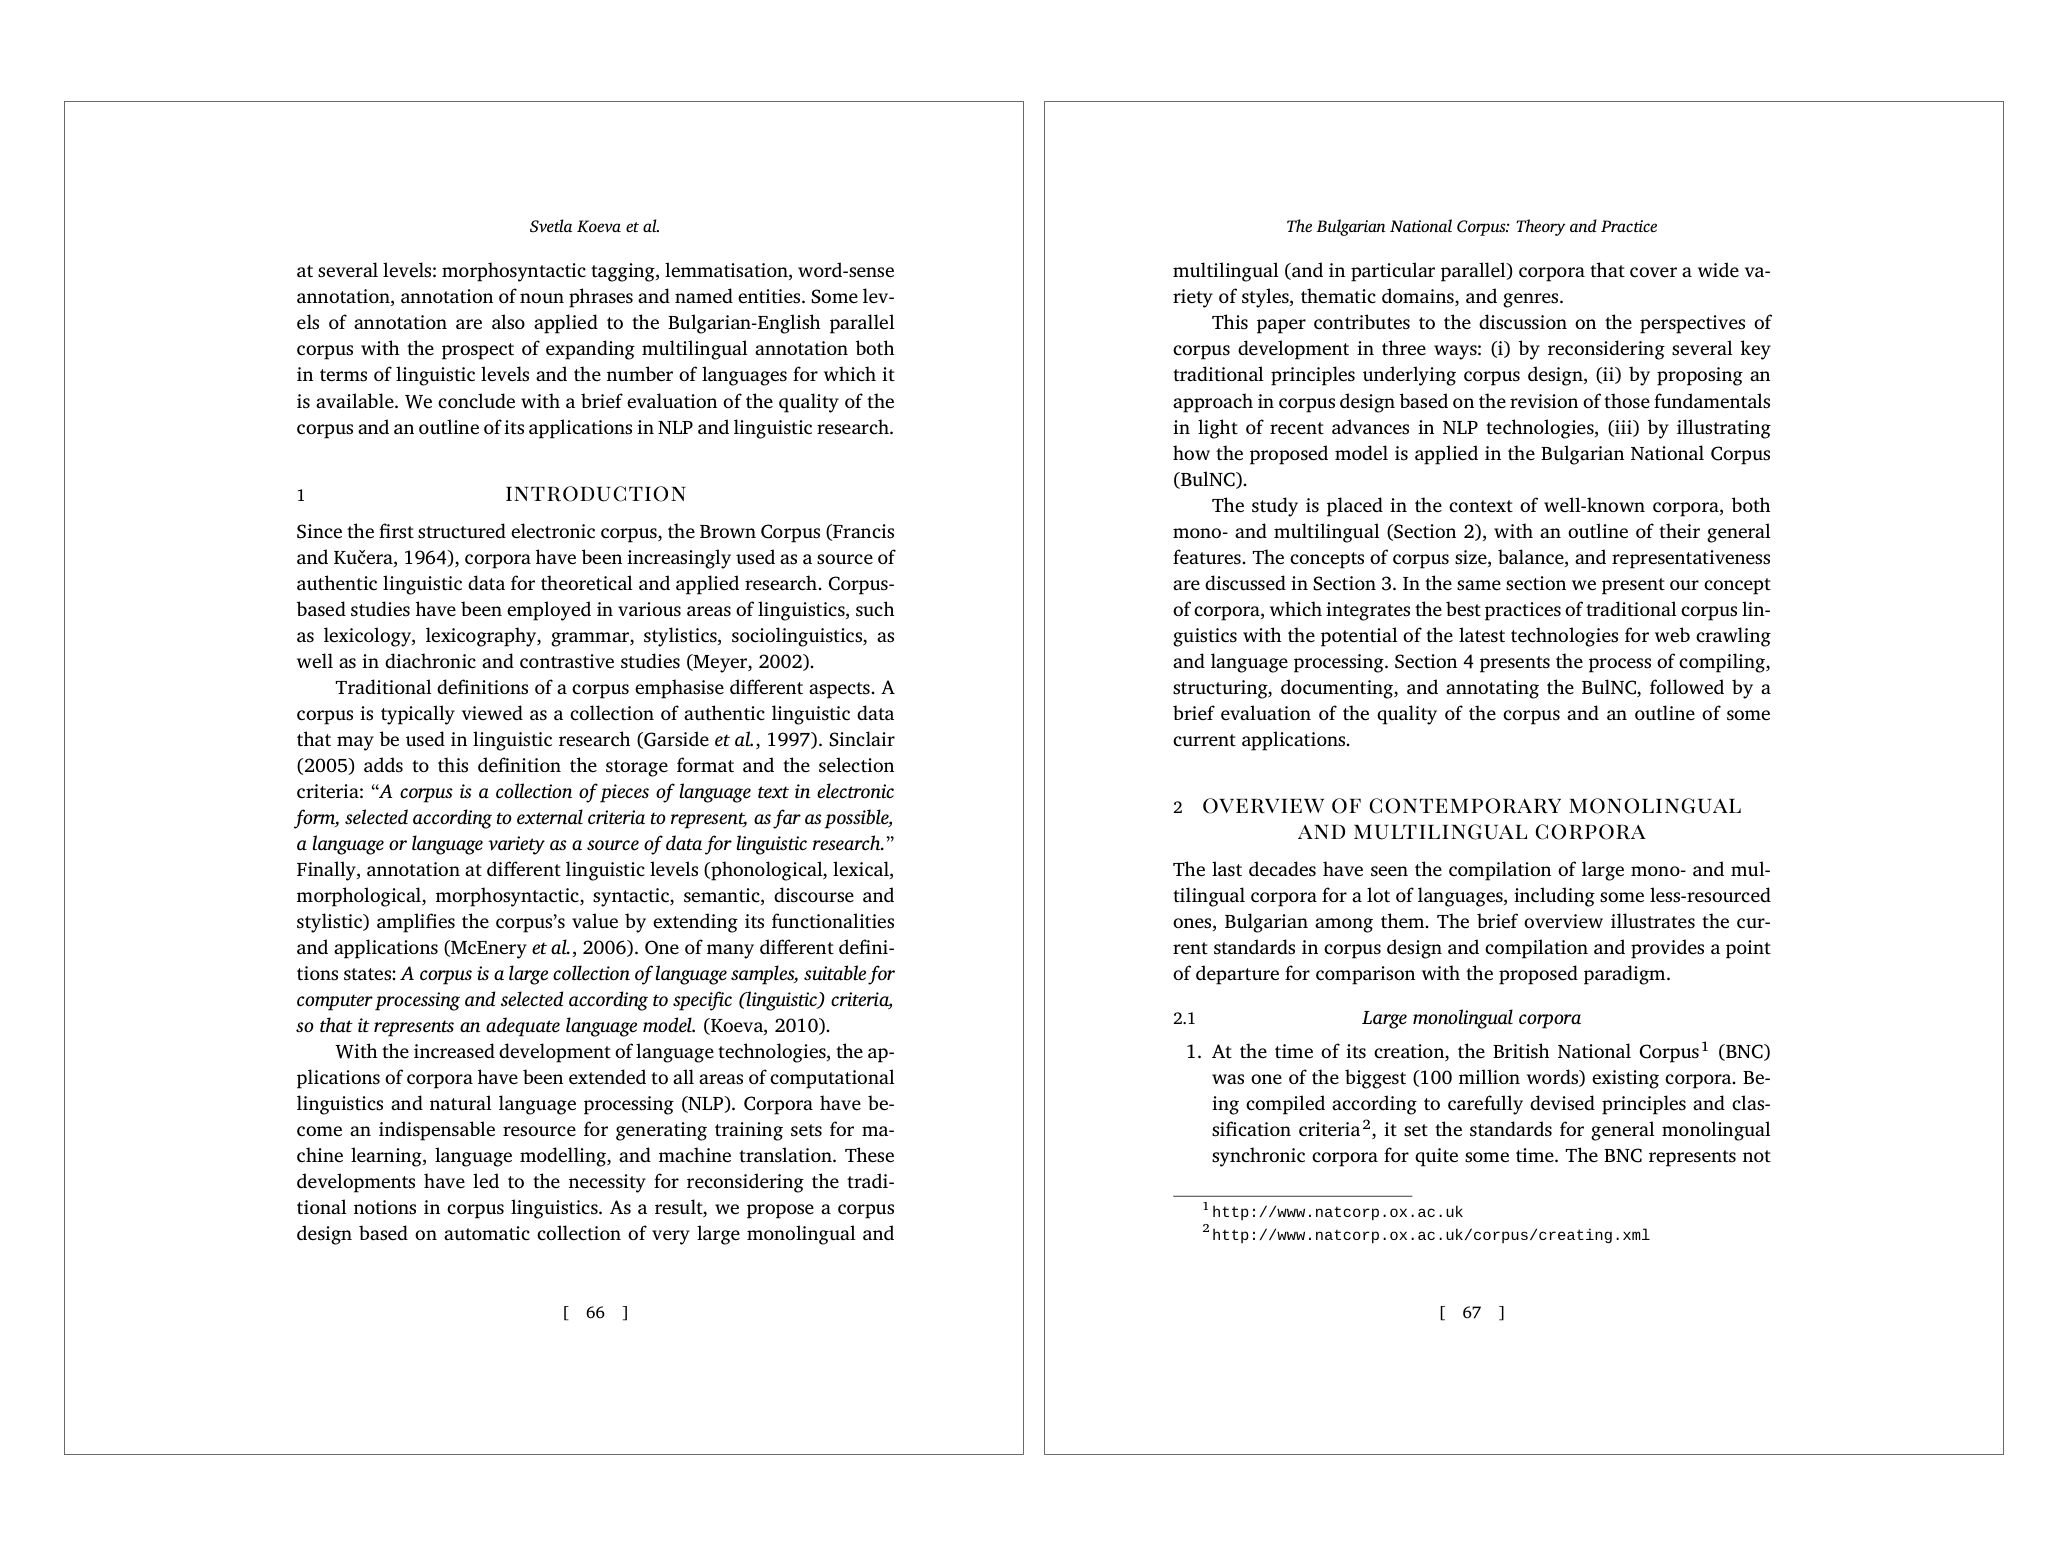 Svetla Koeva et al.
at several levels: morphosyntactic tagging, lemmatisation, word-sense
annotation, annotation of noun phrases and named entities. Some lev-
els of annotation are also applied to the Bulgarian-English parallel
corpus with the prospect of expanding multilingual annotation both
in terms of linguistic levels and the number of languages for which it
is available. We conclude with a brief evaluation of the quality of the
corpus and an outline of its applications in NLP and linguistic research.
1 INTRODUCTION
Since the first structured electronic corpus, the Brown Corpus (Francis
and Kučera, 1964), corpora have been increasingly used as a source of
authentic linguistic data for theoretical and applied research. Corpus-
based studies have been employed in various areas of linguistics, such
as lexicology, lexicography, grammar, stylistics, sociolinguistics, as
well as in diachronic and contrastive studies (Meyer, 2002).
Traditional definitions of a corpus emphasise different aspects. A
corpus is typically viewed as a collection of authentic linguistic data
that may be used in linguistic research (Garside et al., 1997). Sinclair
(2005) adds to this definition the storage format and the selection
criteria: “A corpus is a collection of pieces of language text in electronic
form, selected according to external criteria to represent, as far as possible,
a language or language variety as a source of data for linguistic research.”
Finally, annotation at different linguistic levels (phonological, lexical,
morphological, morphosyntactic, syntactic, semantic, discourse and
stylistic) amplifies the corpus’s value by extending its functionalities
and applications (McEnery et al., 2006). One of many different defini-
tions states: A corpus is a large collection of language samples, suitable for
computer processing and selected according to specific (linguistic) criteria,
so that it represents an adequate language model. (Koeva, 2010).
With the increased development of language technologies, the ap-
plications of corpora have been extended to all areas of computational
linguistics and natural language processing (NLP). Corpora have be-
come an indispensable resource for generating training sets for ma-
chine learning, language modelling, and machine translation. These
developments have led to the necessity for reconsidering the tradi-
tional notions in corpus linguistics. As a result, we propose a corpus
design based on automatic collection of very large monolingual and
[ 66 ]
The Bulgarian National Corpus: Theory and Practice
multilingual (and in particular parallel) corpora that cover a wide va-
riety of styles, thematic domains, and genres.
This paper contributes to the discussion on the perspectives of
corpus development in three ways: (i) by reconsidering several key
traditional principles underlying corpus design, (ii) by proposing an
approach in corpus design based on the revision of those fundamentals
in light of recent advances in NLP technologies, (iii) by illustrating
how the proposed model is applied in the Bulgarian National Corpus
(BulNC).
The study is placed in the context of well-known corpora, both
mono- and multilingual (Section 2), with an outline of their general
features. The concepts of corpus size, balance, and representativeness
are discussed in Section 3. In the same section we present our concept
of corpora, which integrates the best practices of traditional corpus lin-
guistics with the potential of the latest technologies for web crawling
and language processing. Section 4 presents the process of compiling,
structuring, documenting, and annotating the BulNC, followed by a
brief evaluation of the quality of the corpus and an outline of some
current applications.
2 OVERVIEW OF CONTEMPORARY MONOLINGUAL
AND MULTILINGUAL CORPORA
The last decades have seen the compilation of large mono- and mul-
tilingual corpora for a lot of languages, including some less-resourced
ones, Bulgarian among them. The brief overview illustrates the cur-
rent standards in corpus design and compilation and provides a point
of departure for comparison with the proposed paradigm.
2.1 Large monolingual corpora
1. At the time of its creation, the British National Corpus¹ (BNC)
was one of the biggest (100 million words) existing corpora. Be-
ing compiled according to carefully devised principles and clas-
sification criteria², it set the standards for general monolingual
synchronic corpora for quite some time. The BNC represents not
¹http://www.natcorp.ox.ac.uk
²http://www.natcorp.ox.ac.uk/corpus/creating.xml
[ 67 ]